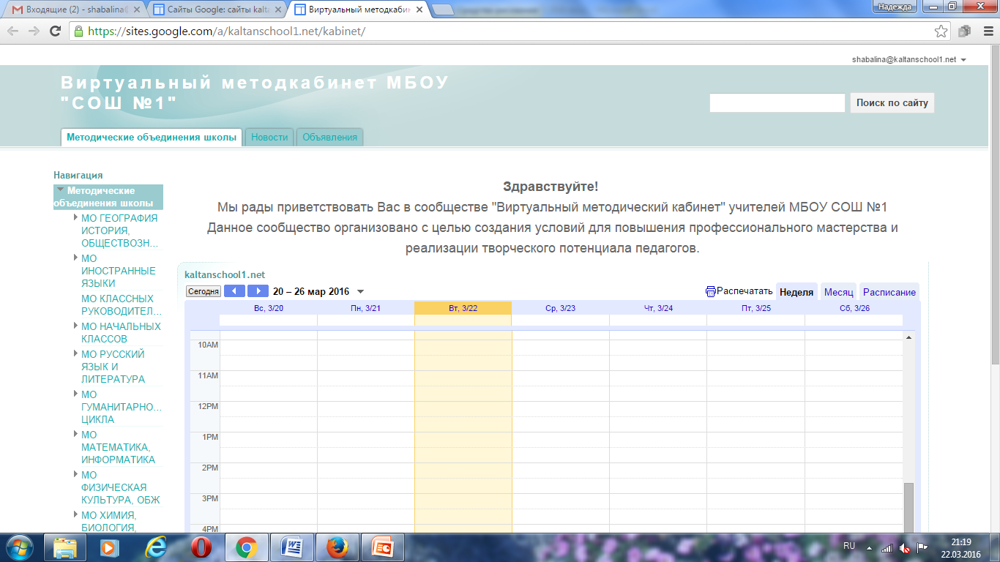 Входящие (2) - shabalina@
Сайты Google: сайты kalt
Виртуальный методкабин
Надежда
https://sites.google.com/a/kaltanschool1.net/kabinet/
shabalina@kaltanschool1.net
Виртуальный методкабинет МБОУ
"СОШ №1"
Поиск по сайту
Методические объединения школы
Новости
Объявления
Навигация
Методические
объединения школы
МО ГЕОГРАФИЯ
ИСТОРИЯ,
ОБЩЕСТВОЗН...
МО
ИНОСТРАННЫЕ
ЯЗЫКИ
МО КЛАССНЫХ
РУКОВОДИТЕЛ...
МО НАЧАЛЬНЫХ
КЛАССОВ
МО РУССКИЙ
ЯЗЫК И
ЛИТЕРАТУРА
МО
ГУМАНИТАРНО...
ЦИКЛА
МО
МАТЕМАТИКА,
ИНФОРМАТИКА
МО
ФИЗИЧЕСКАЯ
КУЛЬТУРА, ОБЖ
МО ХИМИЯ,
БИОЛОГИЯ,
Здравствуйте!
Мы рады приветствовать Вас в сообществе "Виртуальный методический кабинет" учителей МБОУ СОШ №1
Данное сообщество организовано с целью создания условий для повышения профессионального мастерства и
реализации творческого потенциала педагогов.
kaltanschool1.net
Сегодня
20 – 26 мар 2016
Распечатать
Неделя
Месяц
Расписание
Вс, 3/20
Пн, 3/21
Вт, 3/22
Ср, 3/23
Чт, 3/24
Пт, 3/25
Сб, 3/26
10AM
11AM
12PM
1PM
2PM
3PM
4PM
RU
21:19
22.03.2016